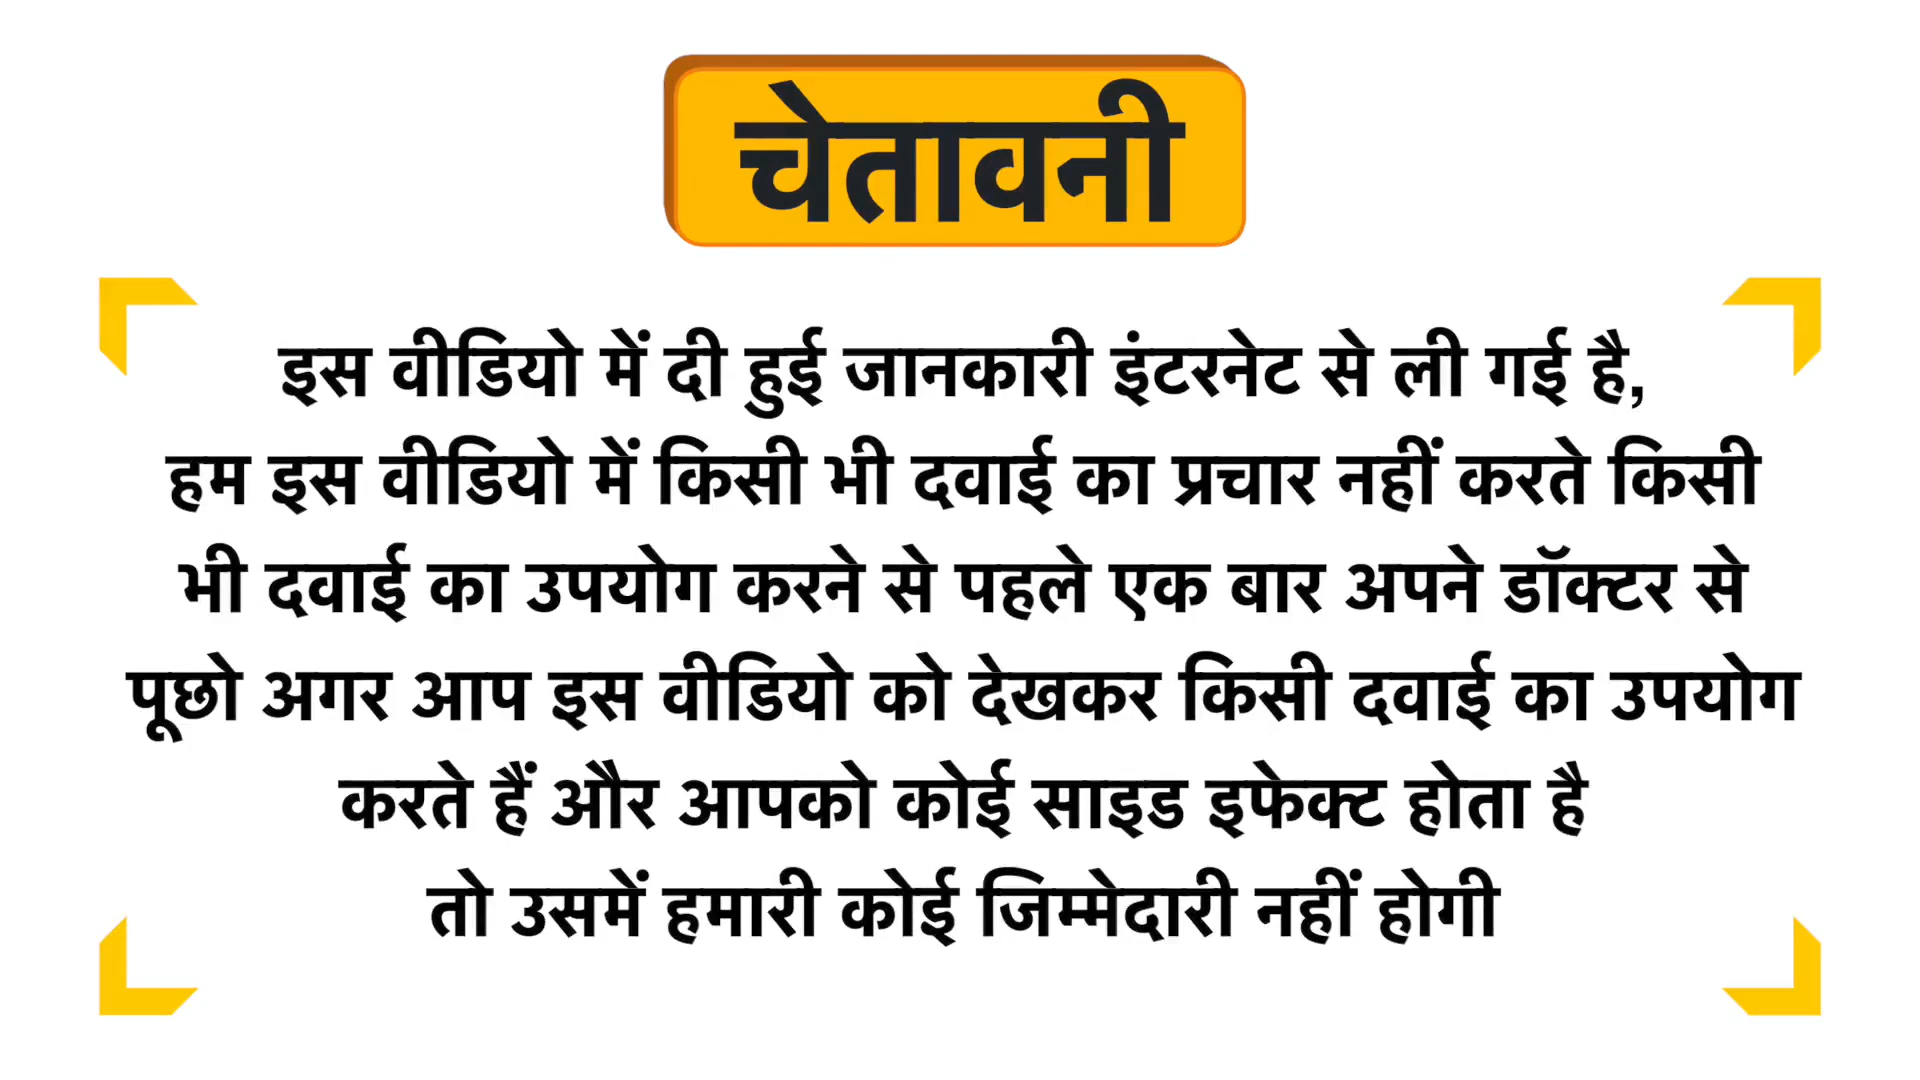 चेतावनी
इस वीडियो में दी हुई जानकारी इंटरनेट से ली गई है,
हम इस वीडियो में किसी भी दवाई का प्रचार नहीं करते किसी
भी दवाई का उपयोग करने से पहले एक बार अपने डॉक्टर से
पूछो अगर आप इस वीडियो को देखकर किसी दवाई का उपयोग
करते हैं और आपको कोई साइड इफेक्ट होता है
तो उसमें हमारी कोई जिम्मेदारी नहीं होगी